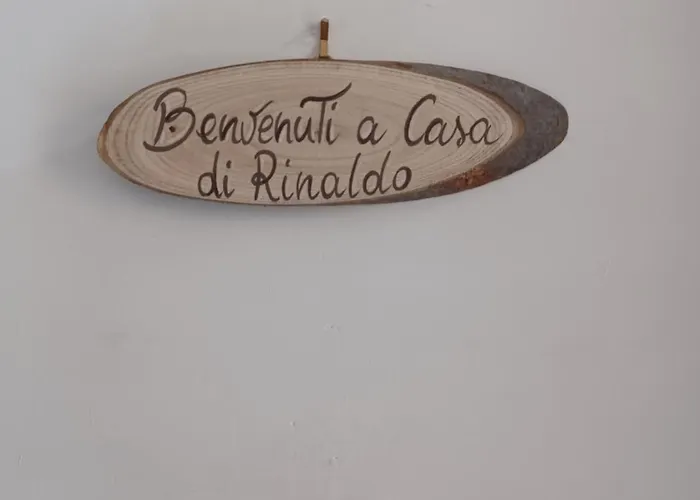 Benvenuti a Casa
di Rinaldo